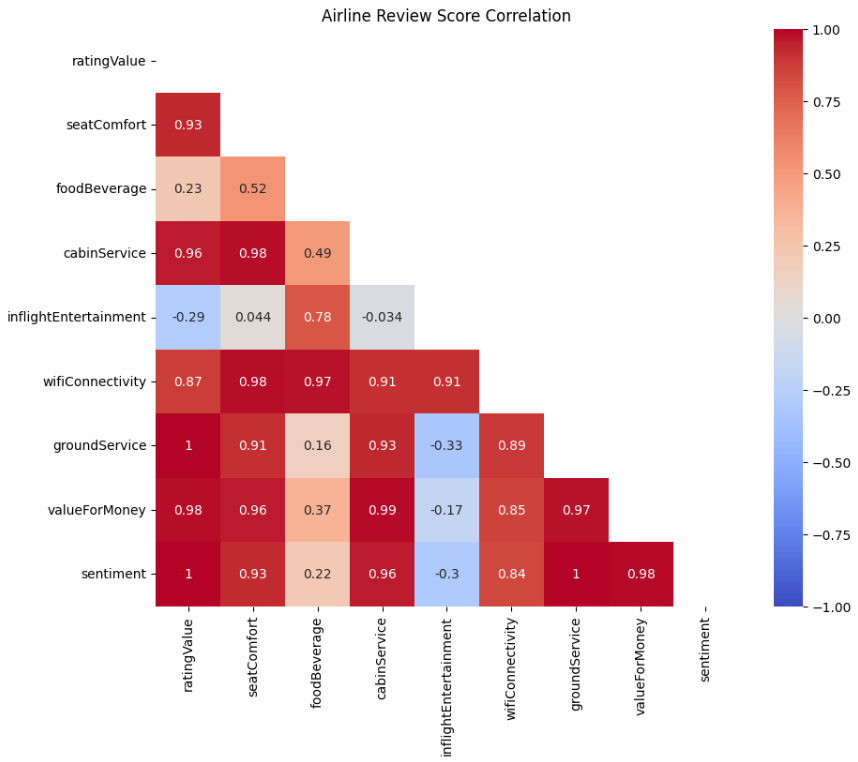 Airline Review Score Correlation
ratingValue
seatComfort 0.93
foodBeverage 0.23 0.52
cabinService 0.96 0.98 0.49
inflightEntertainment -0.29 0.044 0.78 -0.034
wifiConnectivity 0.87 0.98 0.97 0.91 0.91
groundService 1 0.91 0.16 0.93 -0.33 0.89
valueForMoney 0.98 0.96 0.37 0.99 -0.17 0.85 0.97
sentiment 1 0.93 0.22 0.96 -0.3 0.84 1 0.98
ratingValue
seatComfort
foodBeverage
cabinService
inflightEntertainment
wifiConnectivity
groundService
valueForMoney
sentiment
1.00
0.75
0.50
0.25
0.00
−0.25
−0.50
−0.75
−1.00